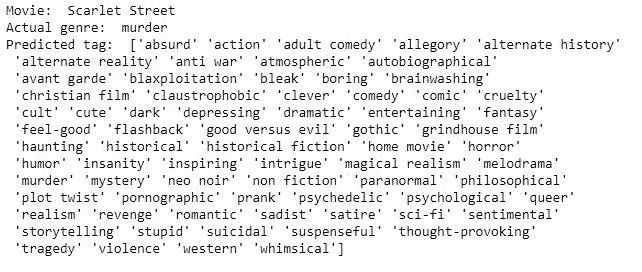 Movie:  Scarlet Street
Actual genre:  murder
Predicted tag:  ['absurd' 'action' 'adult comedy' 'allegory' 'alternate history'
 'alternate reality' 'anti war' 'atmospheric' 'autobiographical'
 'avant garde' 'blaxploitation' 'bleak' 'boring' 'brainwashing'
 'christian film' 'claustrophobic' 'clever' 'comedy' 'comic' 'cruelty'
 'cult' 'cute' 'dark' 'depressing' 'dramatic' 'entertaining' 'fantasy'
 'feel-good' 'flashback' 'good versus evil' 'gothic' 'grindhouse film'
 'haunting' 'historical' 'historical fiction' 'home movie' 'horror'
 'humor' 'insanity' 'inspiring' 'intrigue' 'magical realism' 'melodrama'
 'murder' 'mystery' 'neo noir' 'non fiction' 'paranormal' 'philosophical'
 'plot twist' 'pornographic' 'prank' 'psychedelic' 'psychological' 'queer'
 'realism' 'revenge' 'romantic' 'sadist' 'satire' 'sci-fi' 'sentimental'
 'storytelling' 'stupid' 'suicidal' 'suspenseful' 'thought-provoking'
 'tragedy' 'violence' 'western' 'whimsical']